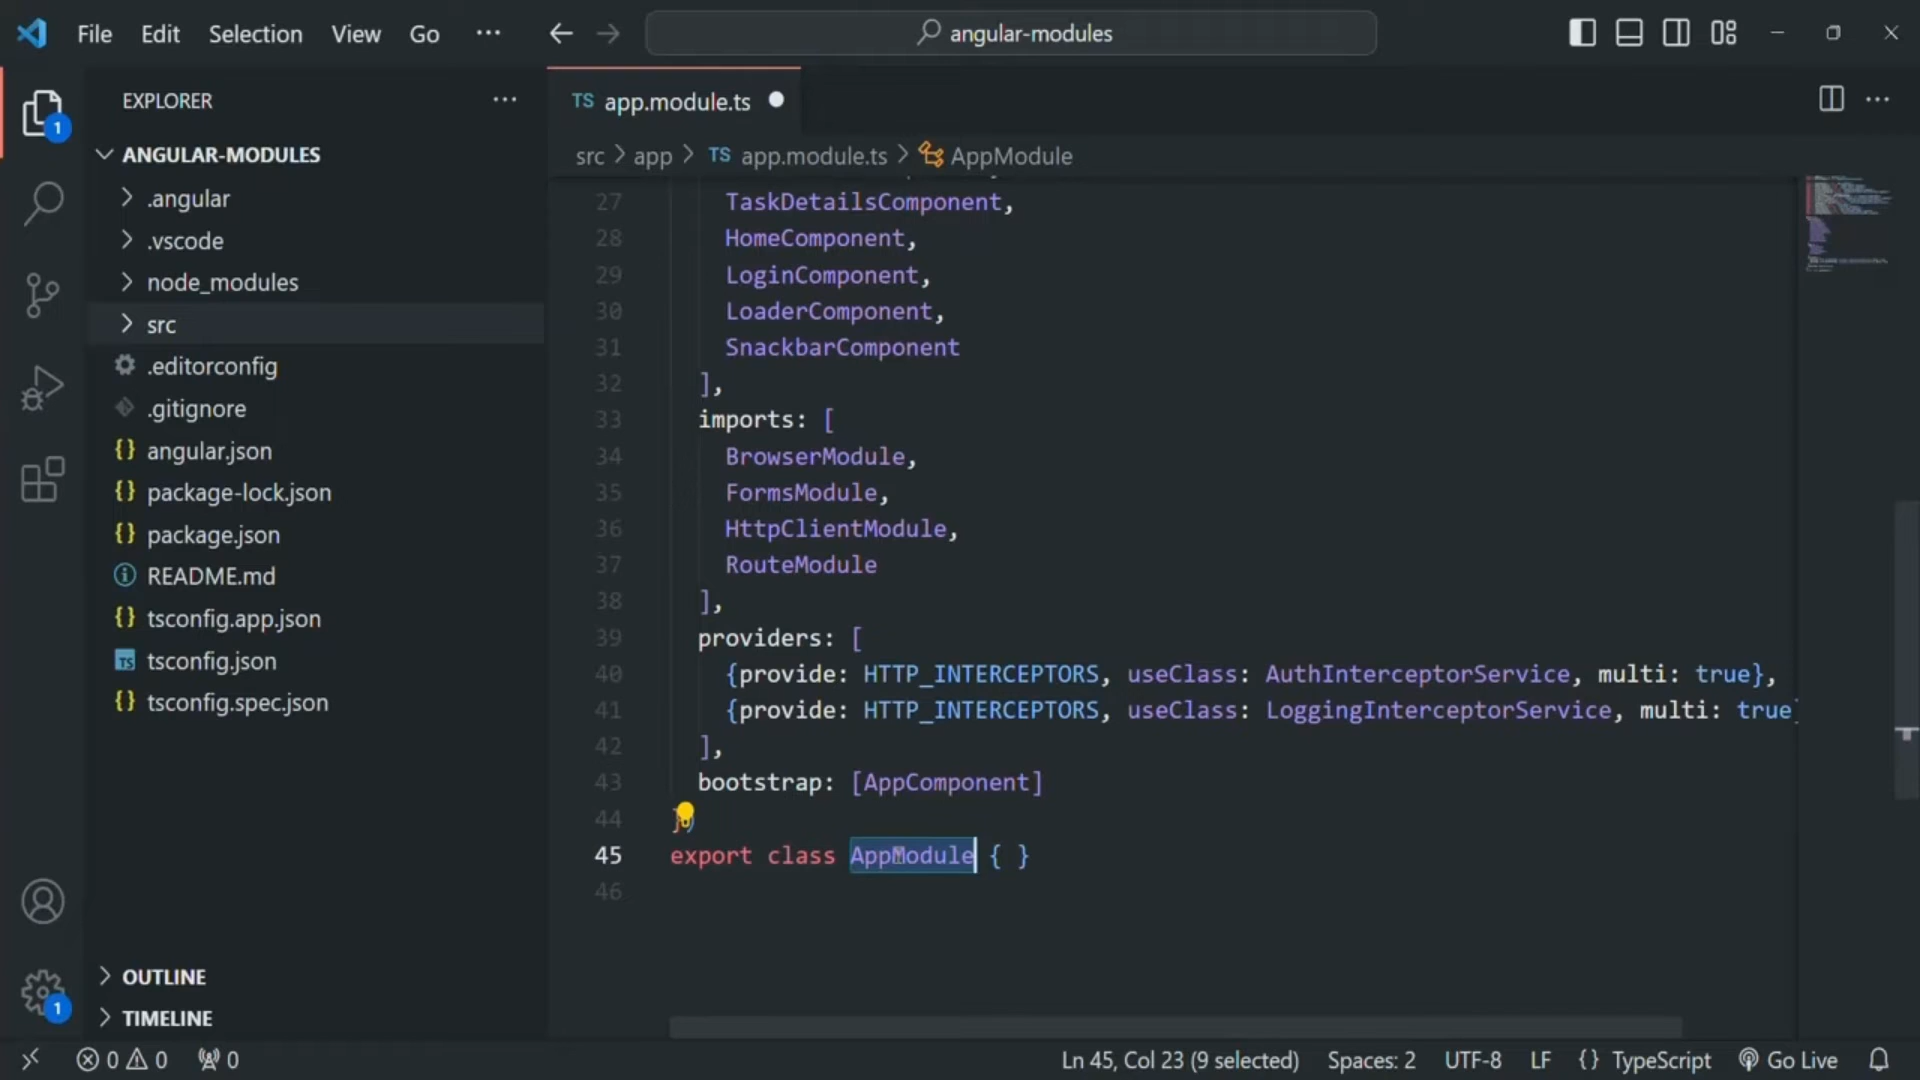 File Edit Selection View Go ··· angular-modules
EXPLORER ···
ANGULAR-MODULES
.angular
.vscode
node_modules
src
.editorconfig
.gitignore
{} angular.json
{} package-lock.json
{} package.json
README.md
{} tsconfig.app.json
TS tsconfig.json
{} tsconfig.spec.json
OUTLINE
TIMELINE
1
1
TS app.module.ts
src > app > TS app.module.ts > AppModule
27 TaskDetailsComponent,
28 HomeComponent,
29 LoginComponent,
30 LoaderComponent,
31 SnackbarComponent
32 ],
33 imports: [
34 BrowserModule,
35 FormsModule,
36 HttpClientModule,
37 RouteModule
38 ],
39 providers: [
40 {provide: HTTP_INTERCEPTORS, useClass: AuthInterceptorService, multi: true},
41 {provide: HTTP_INTERCEPTORS, useClass: LoggingInterceptorService, multi: true}
42 ],
43 bootstrap: [AppComponent]
44 })
45 export class AppModule { }
46
0 0 0 Ln 45, Col 23 (9 selected) Spaces: 2 UTF-8 LF {} TypeScript Go Live